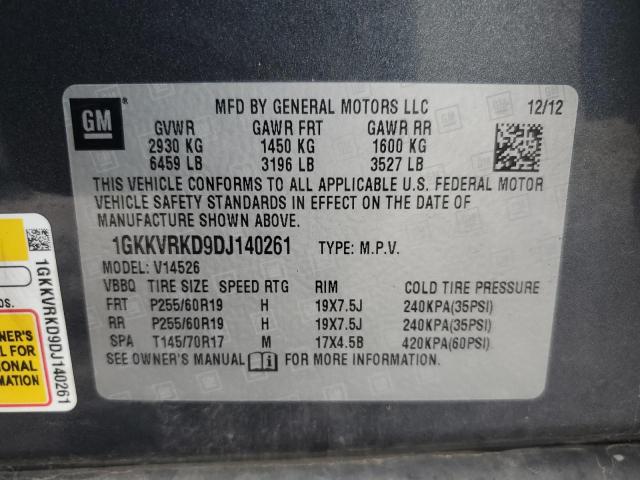 GM
MFD BY GENERAL MOTORS LLC 12/12
GVWR GAWR FRT GAWR RR
2930 KG 1450 KG 1600 KG
6459 LB 3196 LB 3527 LB
THIS VEHICLE CONFORMS TO ALL APPLICABLE U.S. FEDERAL MOTOR
VEHICLE SAFETY STANDARDS IN EFFECT ON THE DATE OF
MANUFACTURE SHOWN ABOVE.
1GKKVRKD9DJ140261 TYPE: M.P.V.
MODEL: V14526
VBBQ TIRE SIZE SPEED RTG RIM COLD TIRE PRESSURE
FRT P255/60R19 H 19X7.5J 240KPA(35PSI)
RR P255/60R19 H 19X7.5J 240KPA(35PSI)
SPA T145/70R17 M 17X4.5B 420KPA(60PSI)
SEE OWNER'S MANUAL FOR MORE INFORMATION.
1GKKVRKD9DJ140261
OS.
NER'S
L FOR
IONAL
MATION